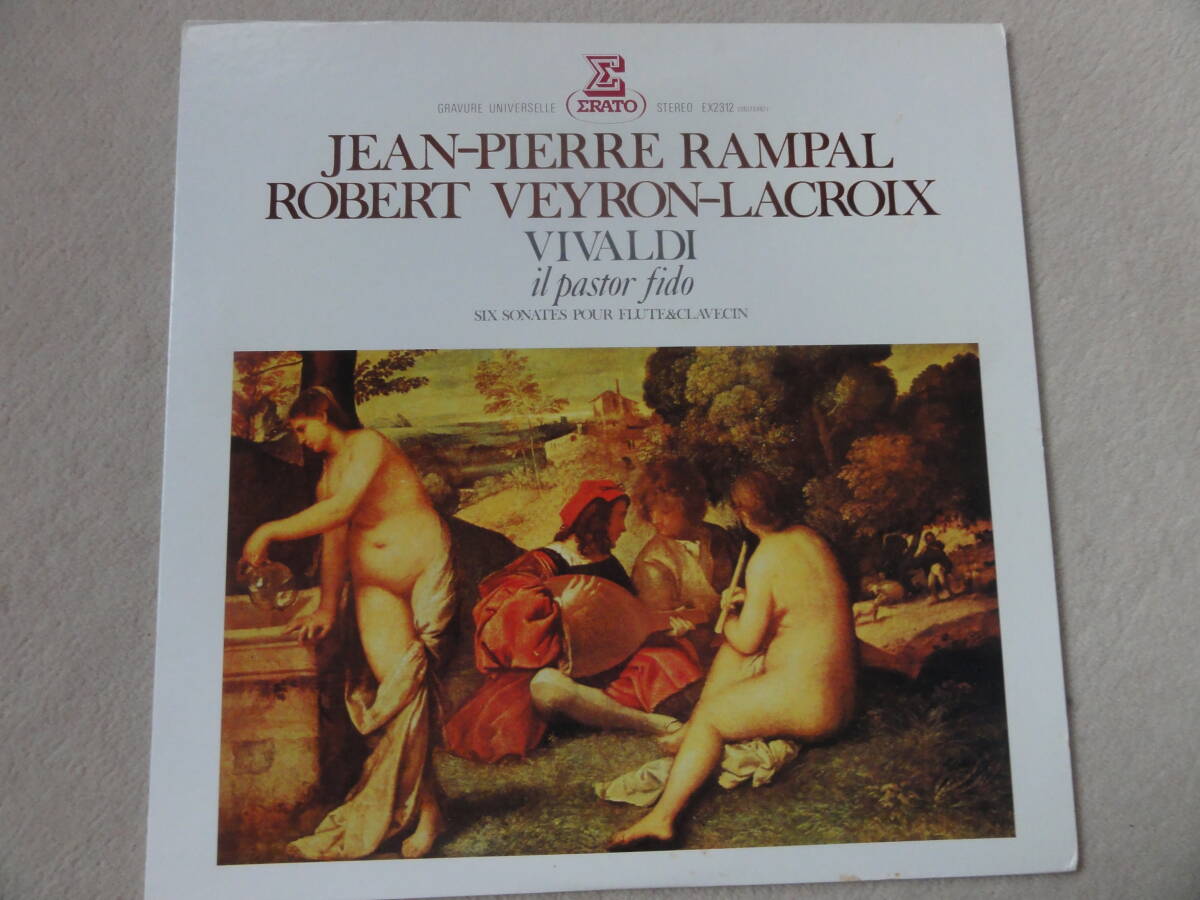 Σ
GRAVURE UNIVERSELLE ΣRATO STEREO EX2312
JEAN-PIERRE RAMPAL
ROBERT VEYRON-LACROIX
VIVALDI
il pastor fido
SIX SONATES POUR FLUTE&CLAVECIN